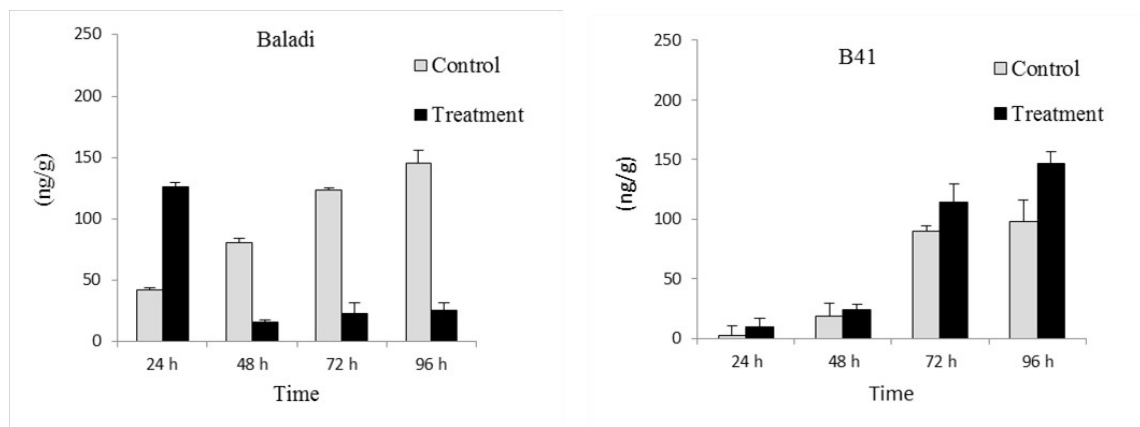 Baladi
Control
Treatment
(ng/g)
250
200
150
100
50
0
24 h 48 h 72 h 96 h
Time
B41
Control
Treatment
(ng/g)
250
200
150
100
50
0
24 h 48 h 72 h 96 h
Time